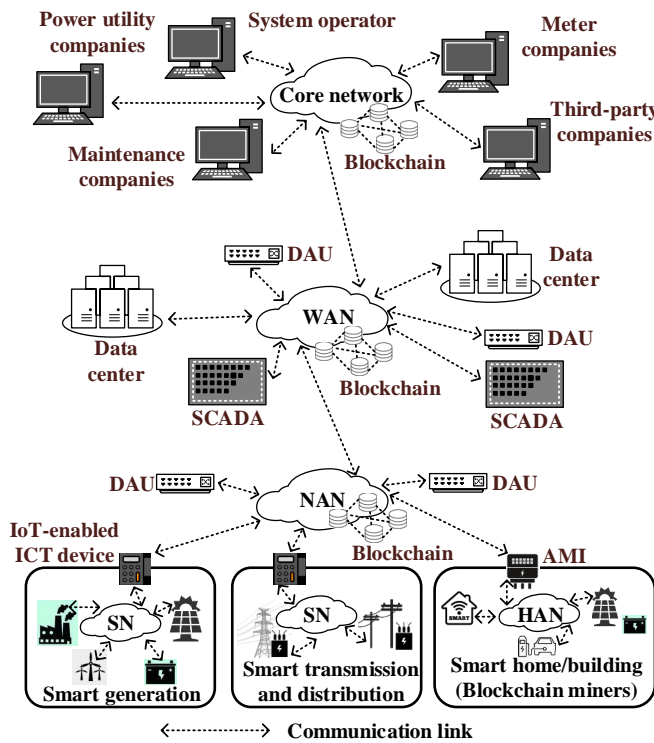 Power utility
companies
System operator
Meter
companies
Core network
Third-party
companies
Maintenance
companies
Blockchain
DAU
Data
center
WAN
Data
center
DAU
Blockchain
SCADA
SCADA
DAU
NAN
DAU
IoT-enabled
ICT device
Blockchain
AMI
SN
SN
HAN
SMART
Smart generation
Smart transmission
and distribution
Smart home/building
(Blockchain miners)
Communication link